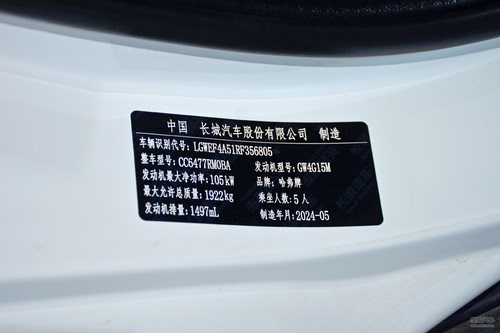 中国 长城汽车股份有限公司 制造
车辆识别代号: LGWEF4A51RF356805
整车型号: CC6477RM0BA 发动机型号: GW4G15M
发动机最大净功率: 105kW 品牌: 哈弗牌
最大允许总质量: 1922kg 乘坐人数: 5人
发动机排量: 1497mL 制造年月: 2024-05